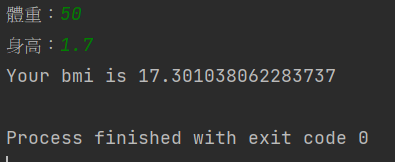 體重：50
身高：1.7
Your bmi is 17.301038062283737
Process finished with exit code 0